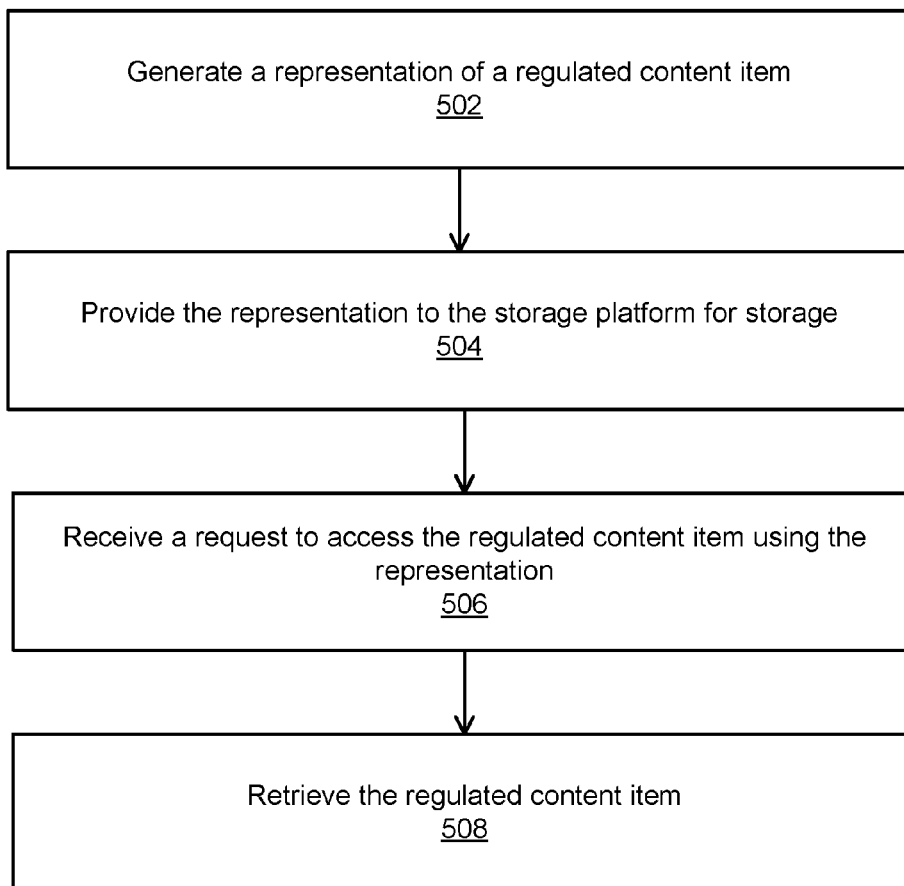 Generate a representation of a regulated content item
502
Provide the representation to the storage platform for storage
504
Receive a request to access the regulated content item using the
representation
506
Retrieve the regulated content item
508